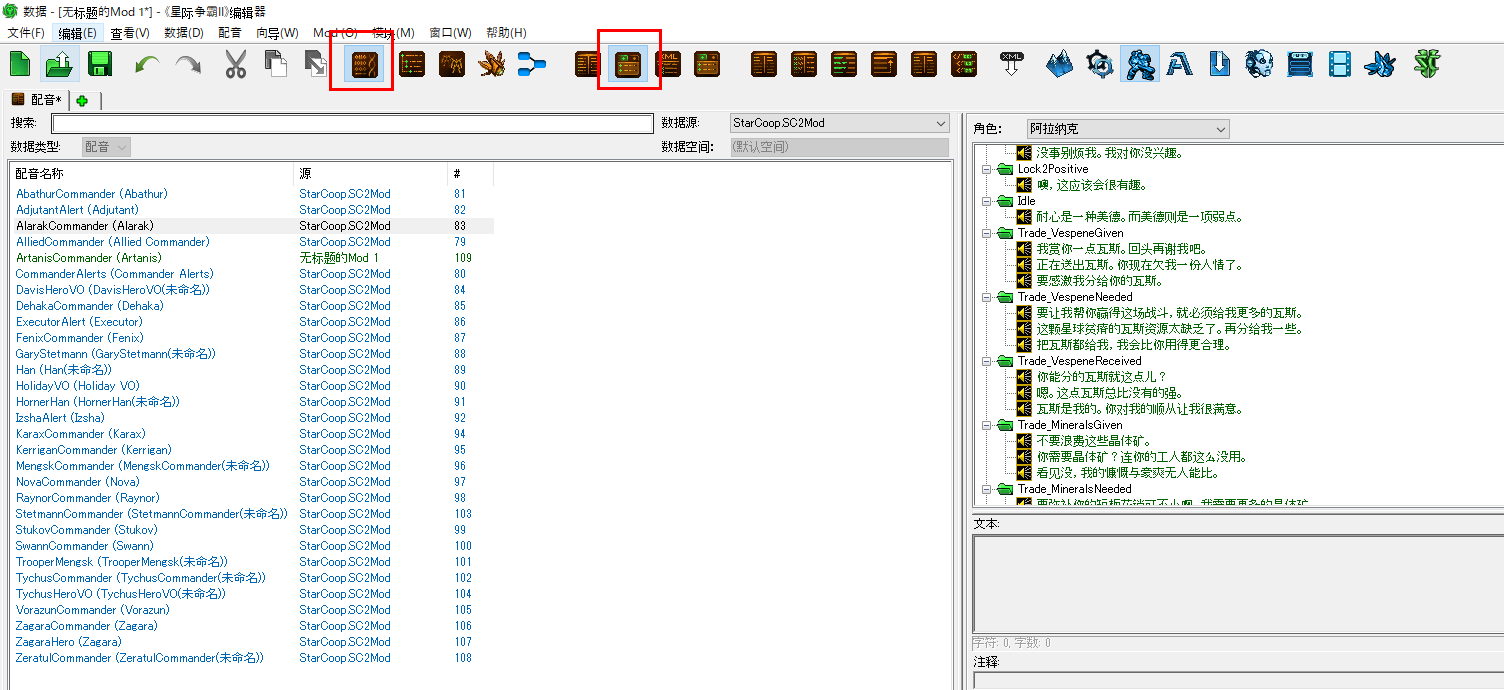 数据 - [无标题的Mod 1*] - 《星际争霸II》编辑器
文件(F) 编辑(E) 查看(V) 数据(D) 配音 向导(W) Mod (O) 模块(M) 窗口(W) 帮助(H)
XML
XML
配音*
搜索:
数据源: StarCoop.SC2Mod
数据类型: 配音
数据空间: (默认空间)
配音名称 源 #
AbathurCommander (Abathur) StarCoop.SC2Mod 81
AdjutantAlert (Adjutant) StarCoop.SC2Mod 82
AlarakCommander (Alarak) StarCoop.SC2Mod 83
AlliedCommander (Allied Commander) StarCoop.SC2Mod 79
ArtanisCommander (Artanis) 无标题的Mod 1 109
CommanderAlerts (Commander Alerts) StarCoop.SC2Mod 80
DavisHeroVO (DavisHeroVO(未命名)) StarCoop.SC2Mod 84
DehakaCommander (Dehaka) StarCoop.SC2Mod 85
ExecutorAlert (Executor) StarCoop.SC2Mod 86
FenixCommander (Fenix) StarCoop.SC2Mod 87
GaryStetmann (GaryStetmann(未命名)) StarCoop.SC2Mod 88
Han (Han(未命名)) StarCoop.SC2Mod 89
HolidayVO (Holiday VO) StarCoop.SC2Mod 90
HornerHan (HornerHan(未命名)) StarCoop.SC2Mod 91
IzshaAlert (Izsha) StarCoop.SC2Mod 92
KaraxCommander (Karax) StarCoop.SC2Mod 94
KerriganCommander (Kerrigan) StarCoop.SC2Mod 95
MengskCommander (MengskCommander(未命名)) StarCoop.SC2Mod 96
NovaCommander (Nova) StarCoop.SC2Mod 97
RaynorCommander (Raynor) StarCoop.SC2Mod 98
StetmannCommander (StetmannCommander(未命名)) StarCoop.SC2Mod 103
StukovCommander (Stukov) StarCoop.SC2Mod 99
SwannCommander (Swann) StarCoop.SC2Mod 100
TrooperMengsk (TrooperMengsk(未命名)) StarCoop.SC2Mod 101
TychusCommander (TychusCommander(未命名)) StarCoop.SC2Mod 102
TychusHeroVO (TychusHeroVO(未命名)) StarCoop.SC2Mod 104
VorazunCommander (Vorazun) StarCoop.SC2Mod 105
ZagaraCommander (Zagara) StarCoop.SC2Mod 106
ZagaraHero (Zagara) StarCoop.SC2Mod 107
ZeratulCommander (ZeratulCommander(未命名)) StarCoop.SC2Mod 108
角色: 阿拉纳克
没事别烦我。我对你没兴趣。
Lock2Positive
噢, 这应该会很有趣。
Idle
耐心是一种美德。而美德则是一项弱点。
Trade_VespeneGiven
我赏你一点瓦斯。回头再谢我吧。
正在送出瓦斯。你现在欠我一份人情了。
要感激我分给你的瓦斯。
Trade_VespeneNeeded
要让我帮你赢得这场战斗, 就必须给我更多的瓦斯。
这颗星球贫瘠的瓦斯资源太缺乏了。再分给我一些。
把瓦斯都给我, 我会比你用得更合理。
Trade_VespeneReceived
你能分的瓦斯就这点儿？
嗯。这点瓦斯总比没有的强。
瓦斯是我的。你对我的顺从让我很满意。
Trade_MineralsGiven
不要浪费这些晶体矿。
你需要晶体矿？连你的工人都这么没用。
看见没, 我的慷慨与豪爽无人能比。
Trade_MineralsNeeded
文本:
字符: 0, 字数: 0
注释: